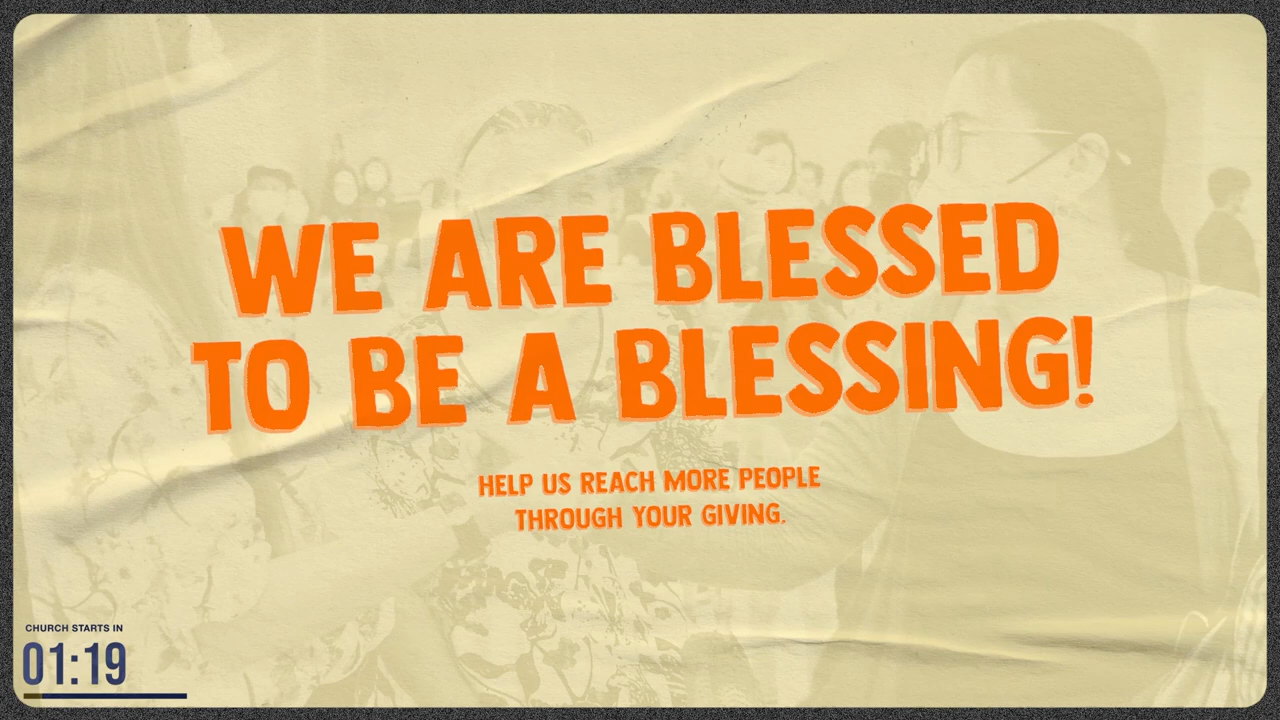 WE ARE BLESSED
TO BE A BLESSING!
HELP US REACH MORE PEOPLE
THROUGH YOUR GIVING.
CHURCH STARTS IN
01:19